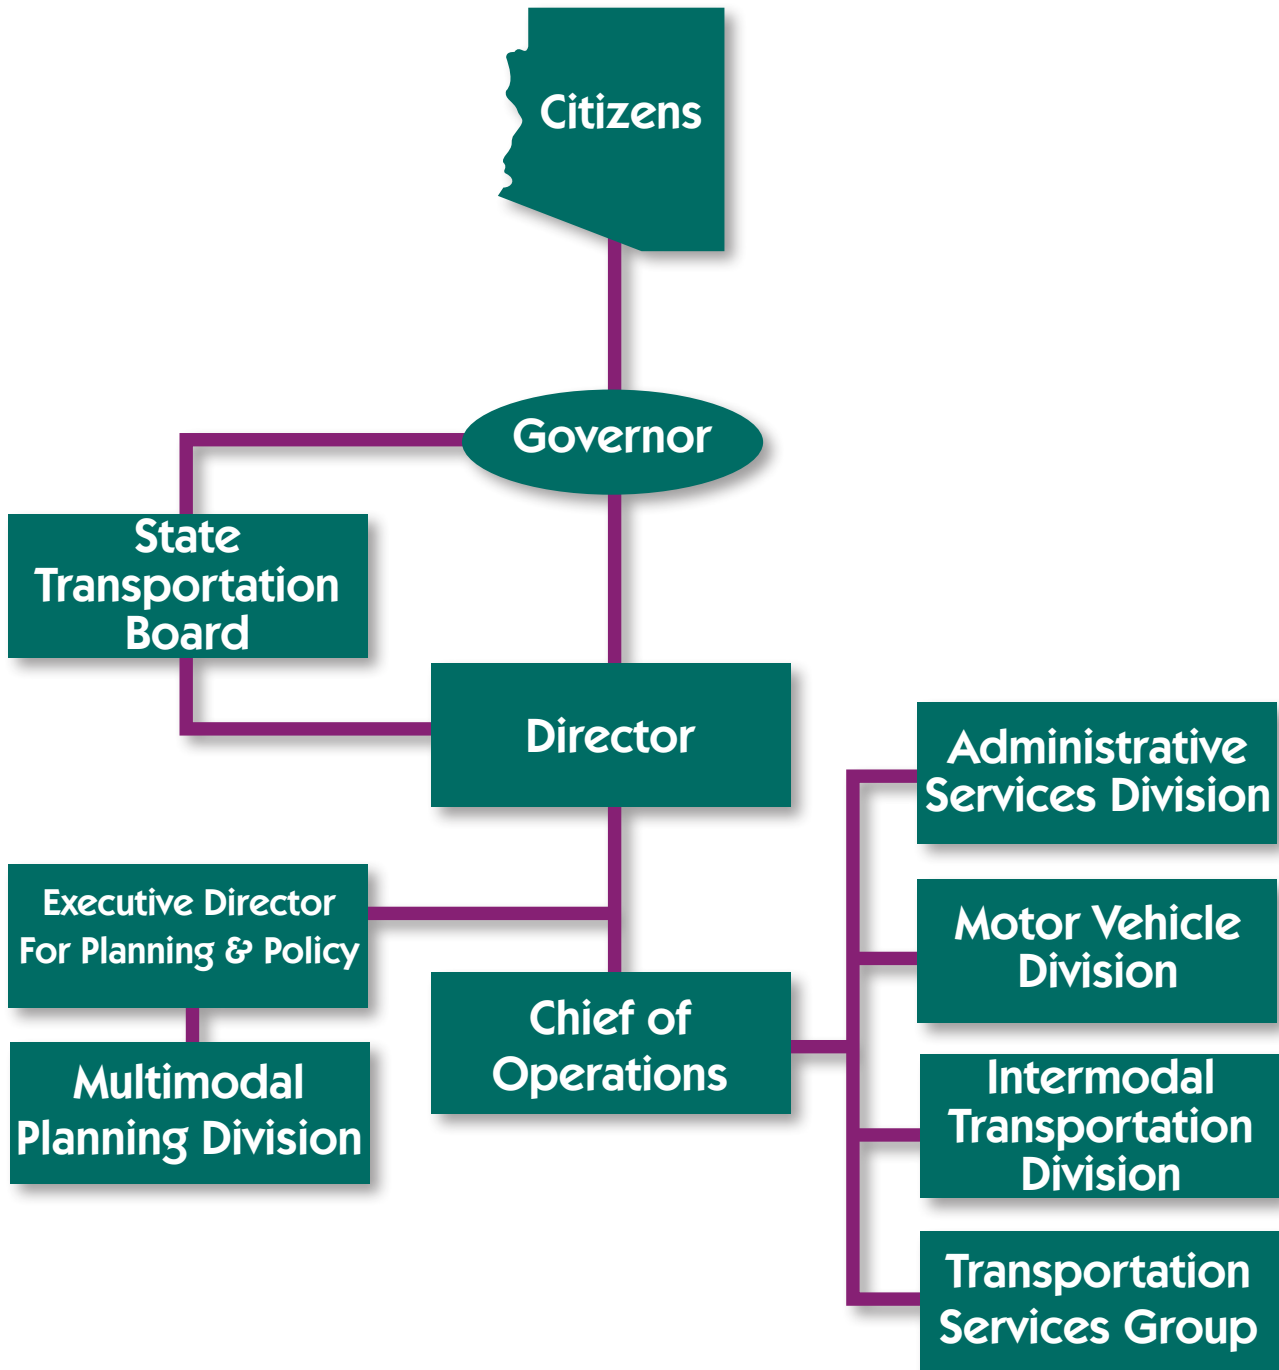 Citizens
Governor
State
Transportation
Board
Director
Administrative
Services Division
Executive Director
For Planning & Policy
Motor Vehicle
Division
Chief of
Operations
Multimodal
Planning Division
Intermodal
Transportation
Division
Transportation
Services Group